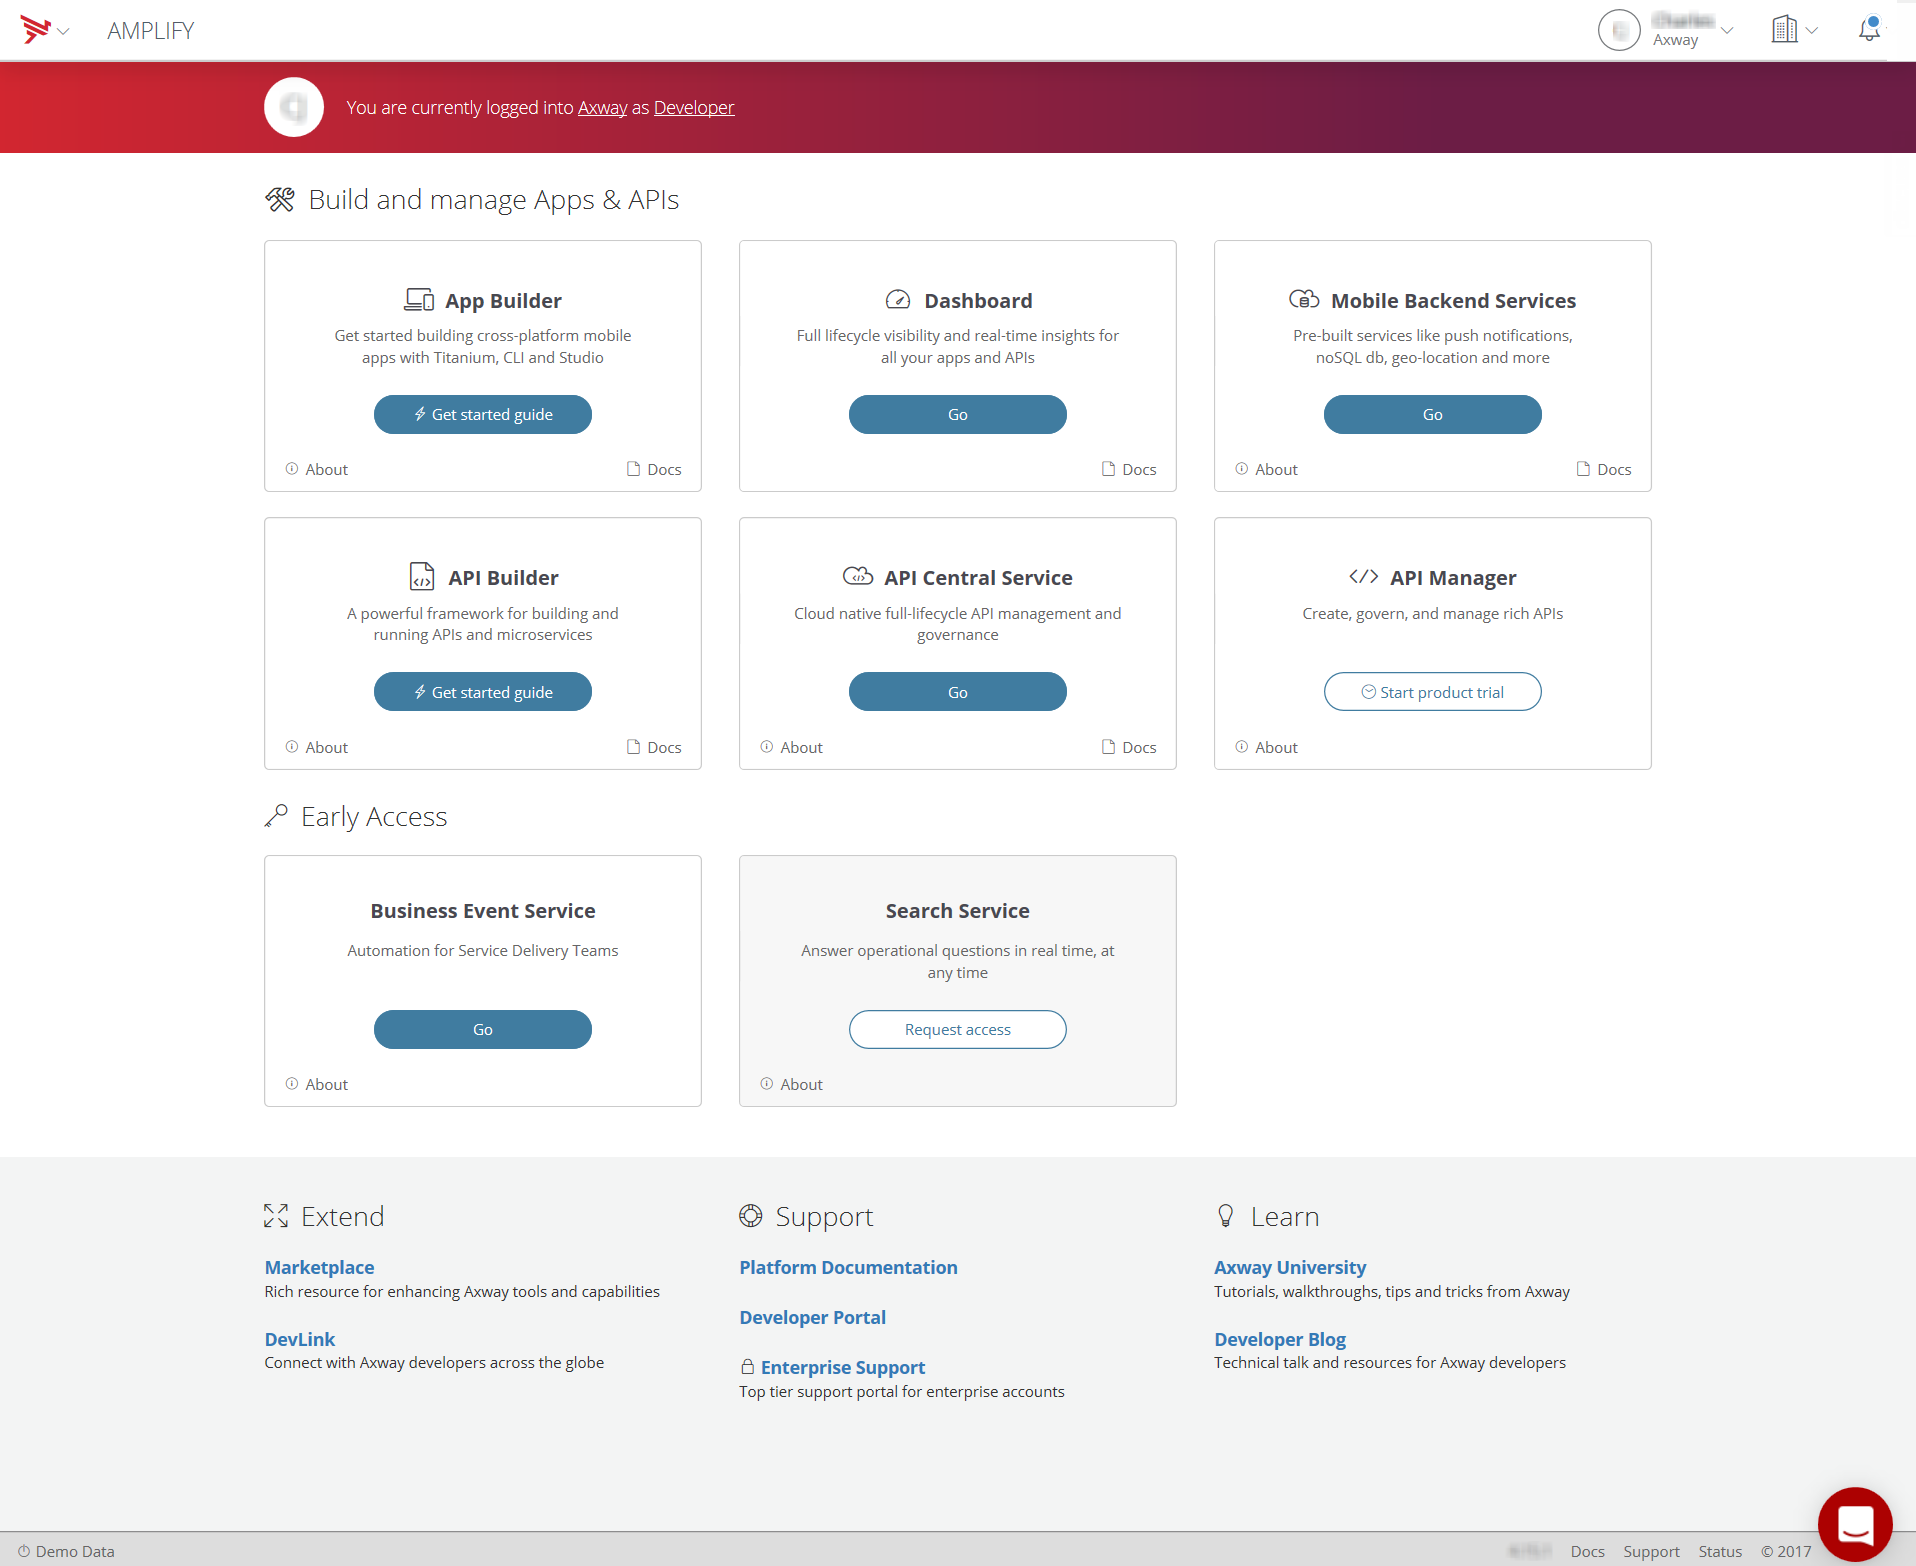 AMPLIFY
Axway
You are currently logged into Axway as Developer
Build and manage Apps & APIs
App Builder
Get started building cross-platform mobile
apps with Titanium, CLI and Studio
Get started guide
About
Docs
Dashboard
Full lifecycle visibility and real-time insights for
all your apps and APIs
Go
Docs
Mobile Backend Services
Pre-built services like push notifications,
noSQL db, geo-location and more
Go
About
Docs
API Builder
A powerful framework for building and
running APIs and microservices
Get started guide
About
Docs
API Central Service
Cloud native full-lifecycle API management and
governance
Go
About
Docs
API Manager
Create, govern, and manage rich APIs
Start product trial
About
Early Access
Business Event Service
Automation for Service Delivery Teams
Go
About
Search Service
Answer operational questions in real time, at
any time
Request access
About
Extend
Marketplace
Rich resource for enhancing Axway tools and capabilities
DevLink
Connect with Axway developers across the globe
Support
Platform Documentation
Developer Portal
Enterprise Support
Top tier support portal for enterprise accounts
Learn
Axway University
Tutorials, walkthroughs, tips and tricks from Axway
Developer Blog
Technical talk and resources for Axway developers
Demo Data
Docs Support Status © 2017